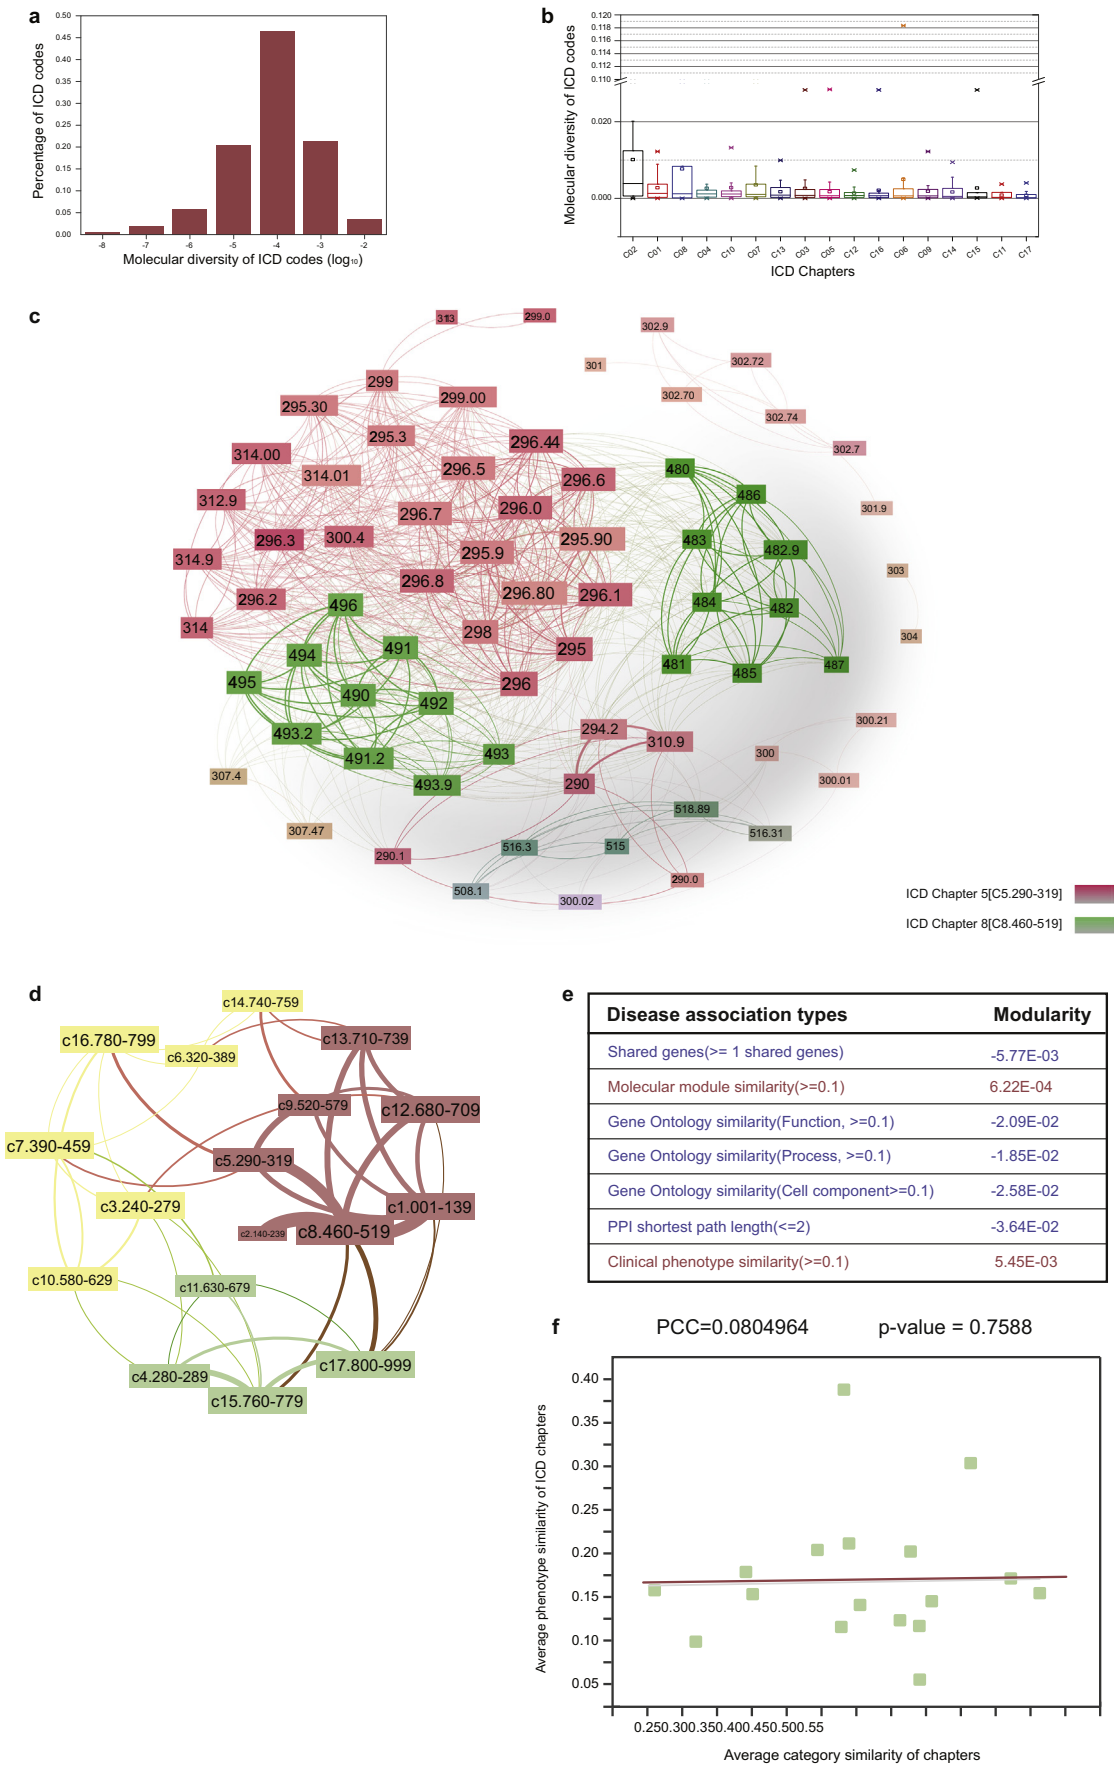 a
0.50
0.45
0.40
0.35
0.30
0.25
0.20
0.15
0.10
0.05
0.00
Percentage of ICD codes
-8 -7 -6 -5 -4 -3 -2
Molecular diversity of ICD codes (log₁₀)
b
0.120
0.118
0.116
0.114
0.112
0.110
0.020
0.000
Molecular diversity of ICD codes
C02 C01 C08 C04 C10 C07 C13 C03 C05 C12 C16 C06 C09 C14 C15 C11 C17
ICD Chapters
c
313
299.0
302.9
301
302.72
299
302.70
299.00
295.30
302.74
295.3
296.44
302.7
314.00
296.5
480
314.01
296.6
486
312.9
296.7
296.0
301.9
296.3
300.4
295.90
483
482.9
295.9
314.9
303
296.8
296.80
296.1
296.2
496
484
482
314
298
304
494
491
295
481
485
487
495
296
490
492
300.21
493.2
294.2
310.9
491.2
493
300
307.4
493.9
290
300.01
518.89
307.47
516.31
290.1
516.3
515
508.1
290.0
300.02
ICD Chapter 5[C5.290-319]
ICD Chapter 8[C8.460-519]
d
c14.740-759
c16.780-799
c13.710-739
c6.320-389
c9.520-579
c12.680-709
c7.390-459
c5.290-319
c3.240-279
c1.001-139
c2.140-239
c8.460-519
c10.580-629
c11.630-679
c4.280-289
c17.800-999
c15.760-779
e
Disease association types Modularity
Shared genes(>= 1 shared genes) -5.77E-03
Molecular module similarity(>=0.1) 6.22E-04
Gene Ontology similarity(Function, >=0.1) -2.09E-02
Gene Ontology similarity(Process, >=0.1) -1.85E-02
Gene Ontology similarity(Cell component>=0.1) -2.58E-02
PPI shortest path length(<=2) -3.64E-02
Clinical phenotype similarity(>=0.1) 5.45E-03
f
PCC=0.0804964 p-value = 0.7588
0.40
0.35
0.30
0.25
0.20
0.15
0.10
0.05
Average phenotype similarity of ICD chapters
0.250.300.350.400.450.500.55
Average category similarity of chapters